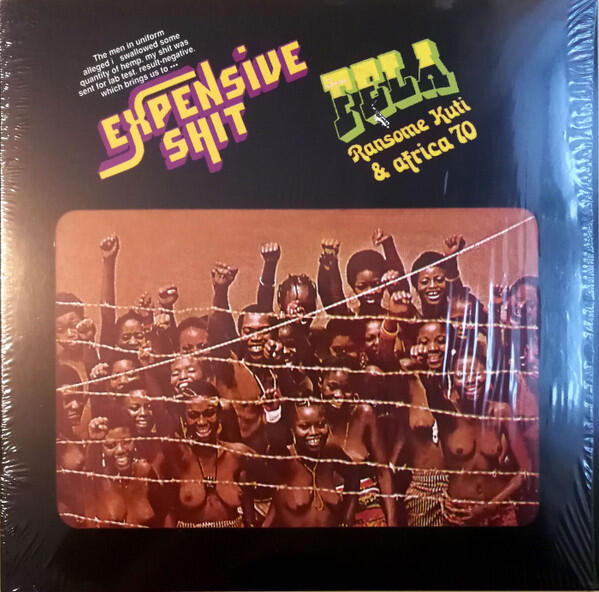 The men in uniform
alleged i swallowed some
quantity of hemp. my shit was
sent for lab test. result-negative.
which brings us to •••
EXPENSIVE
SHIT
FELA
Ransome Kuti
& africa 70